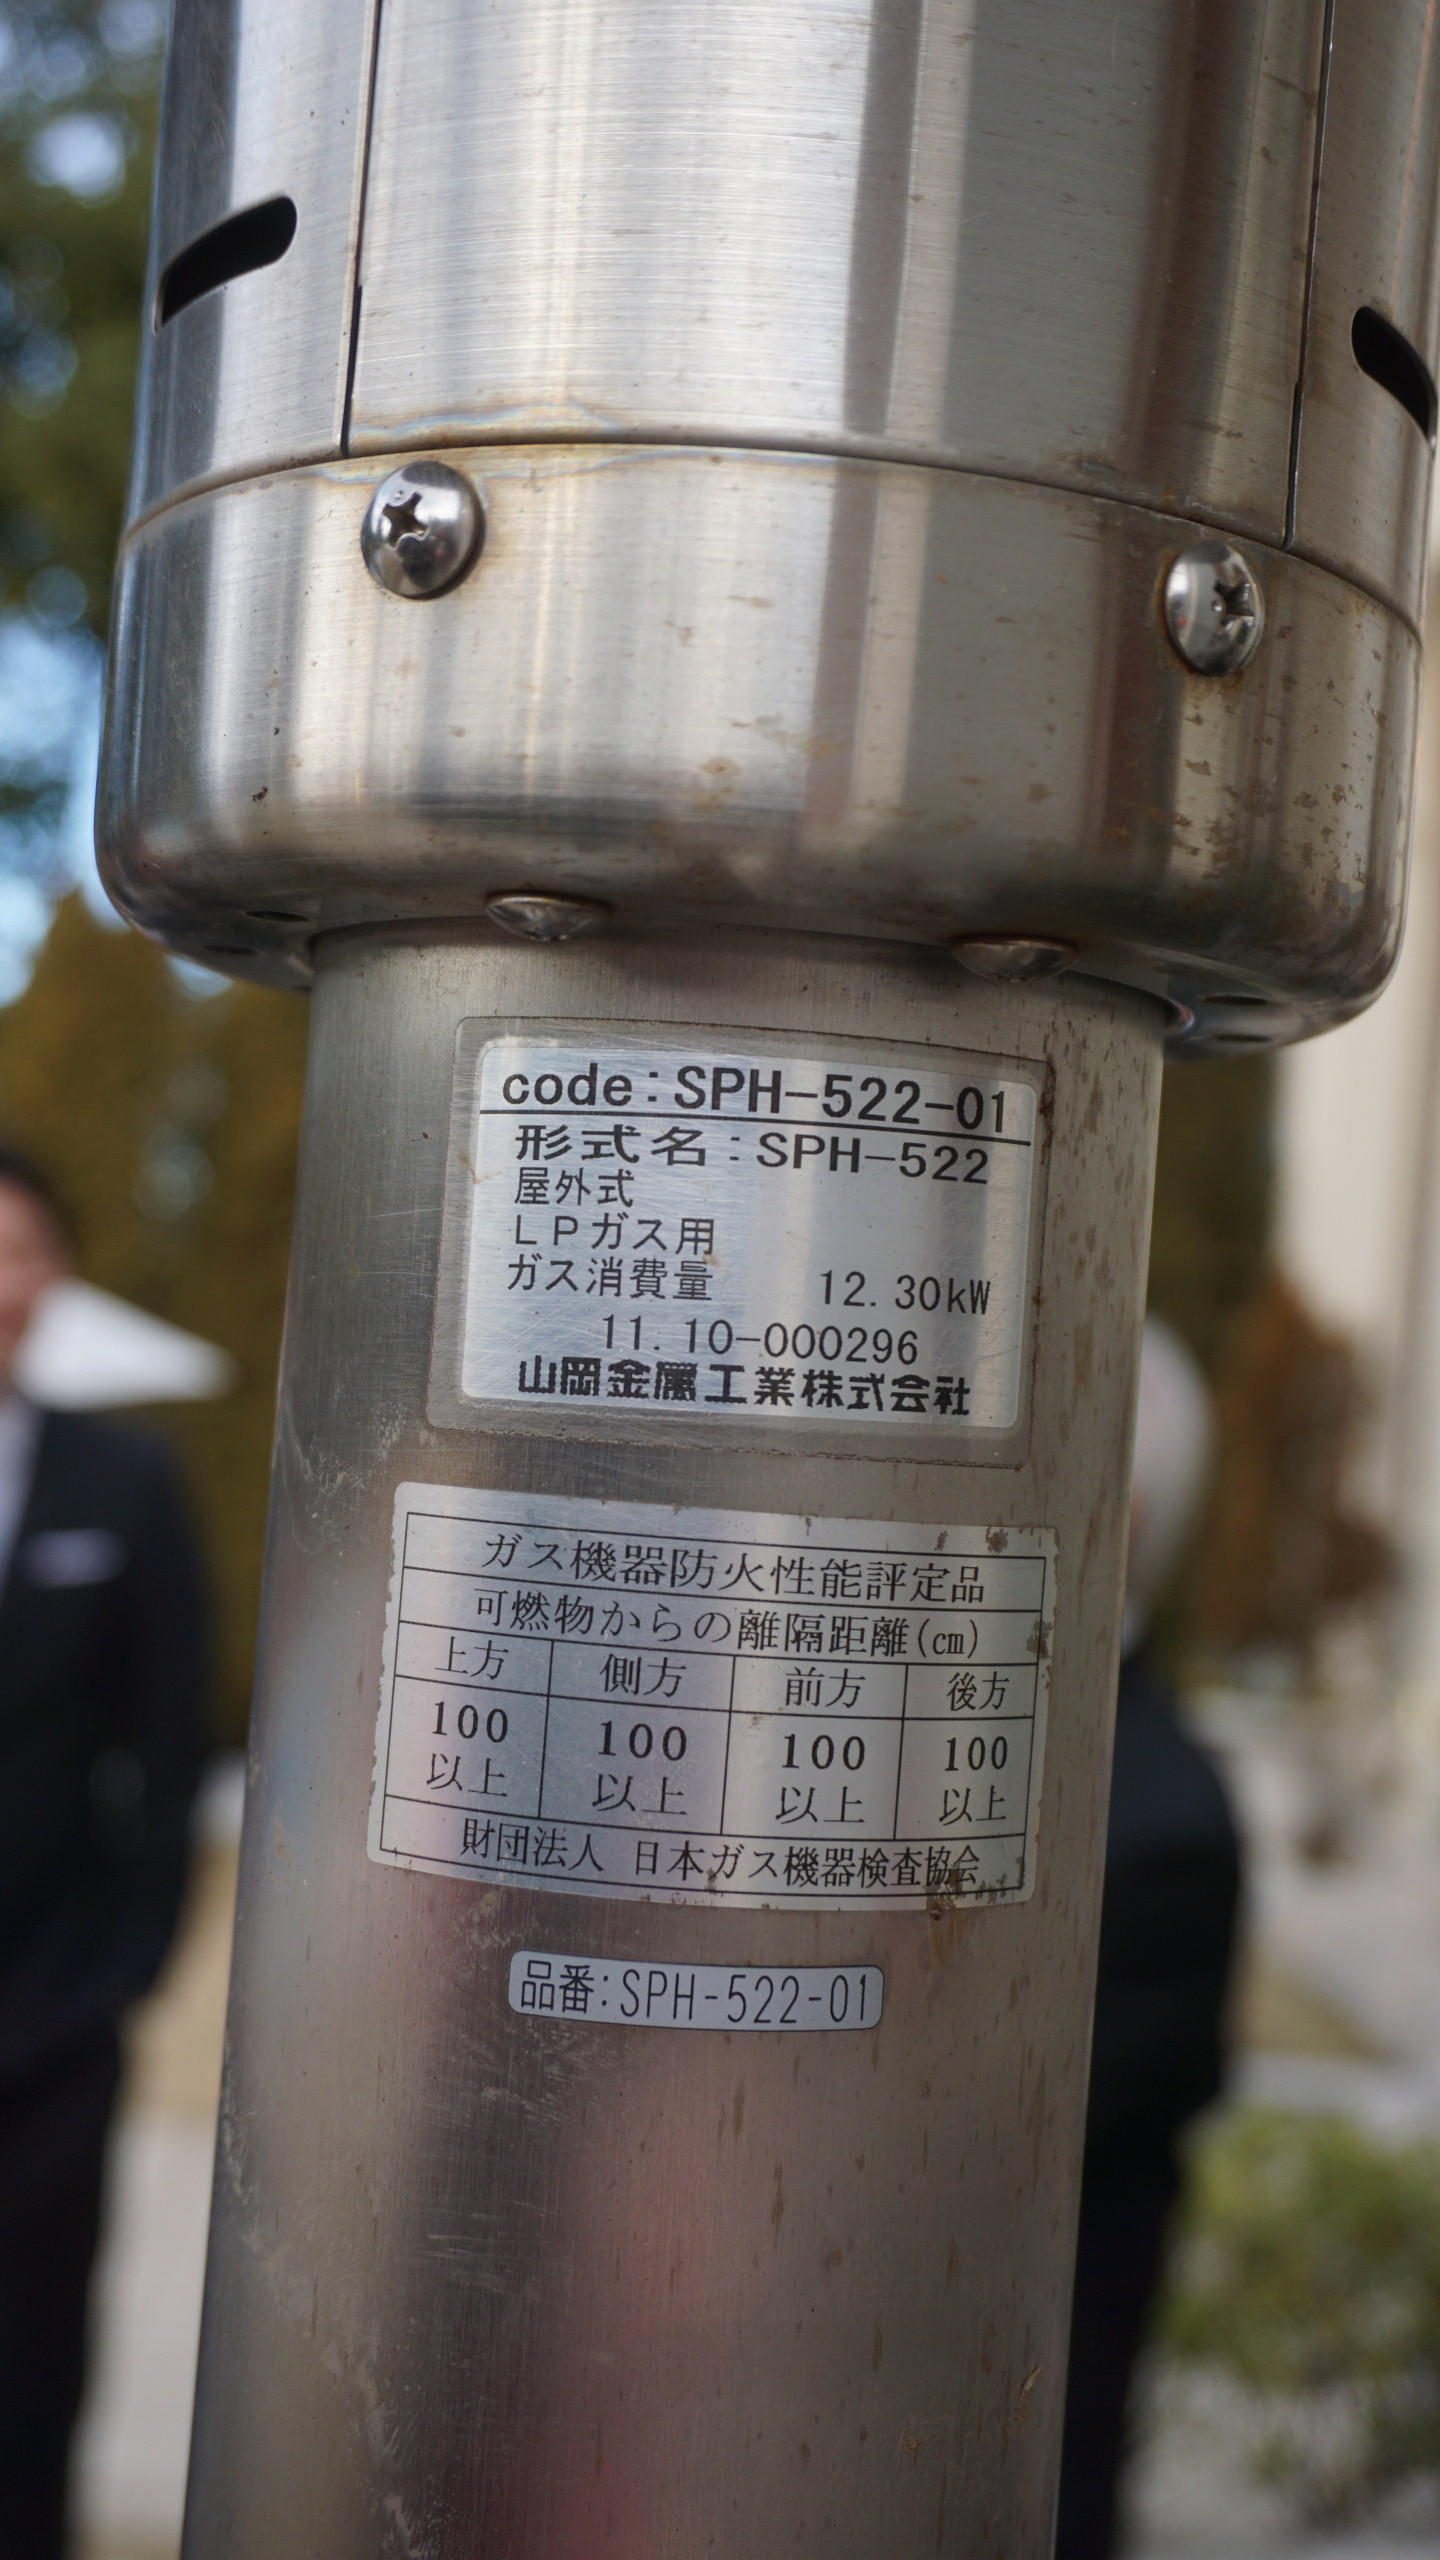 code:SPH-522-01
形式名:SPH-522
屋外式
LPガス用
ガス消費量 12.30kW
11.10-000296
山岡金属工業株式会社
ガス機器防火性能評定品
可燃物からの離隔距離(㎝)
上方 側方 前方 後方
100 100 100 100
以上 以上 以上 以上
財団法人 日本ガス機器検査協会
品番:SPH-522-01